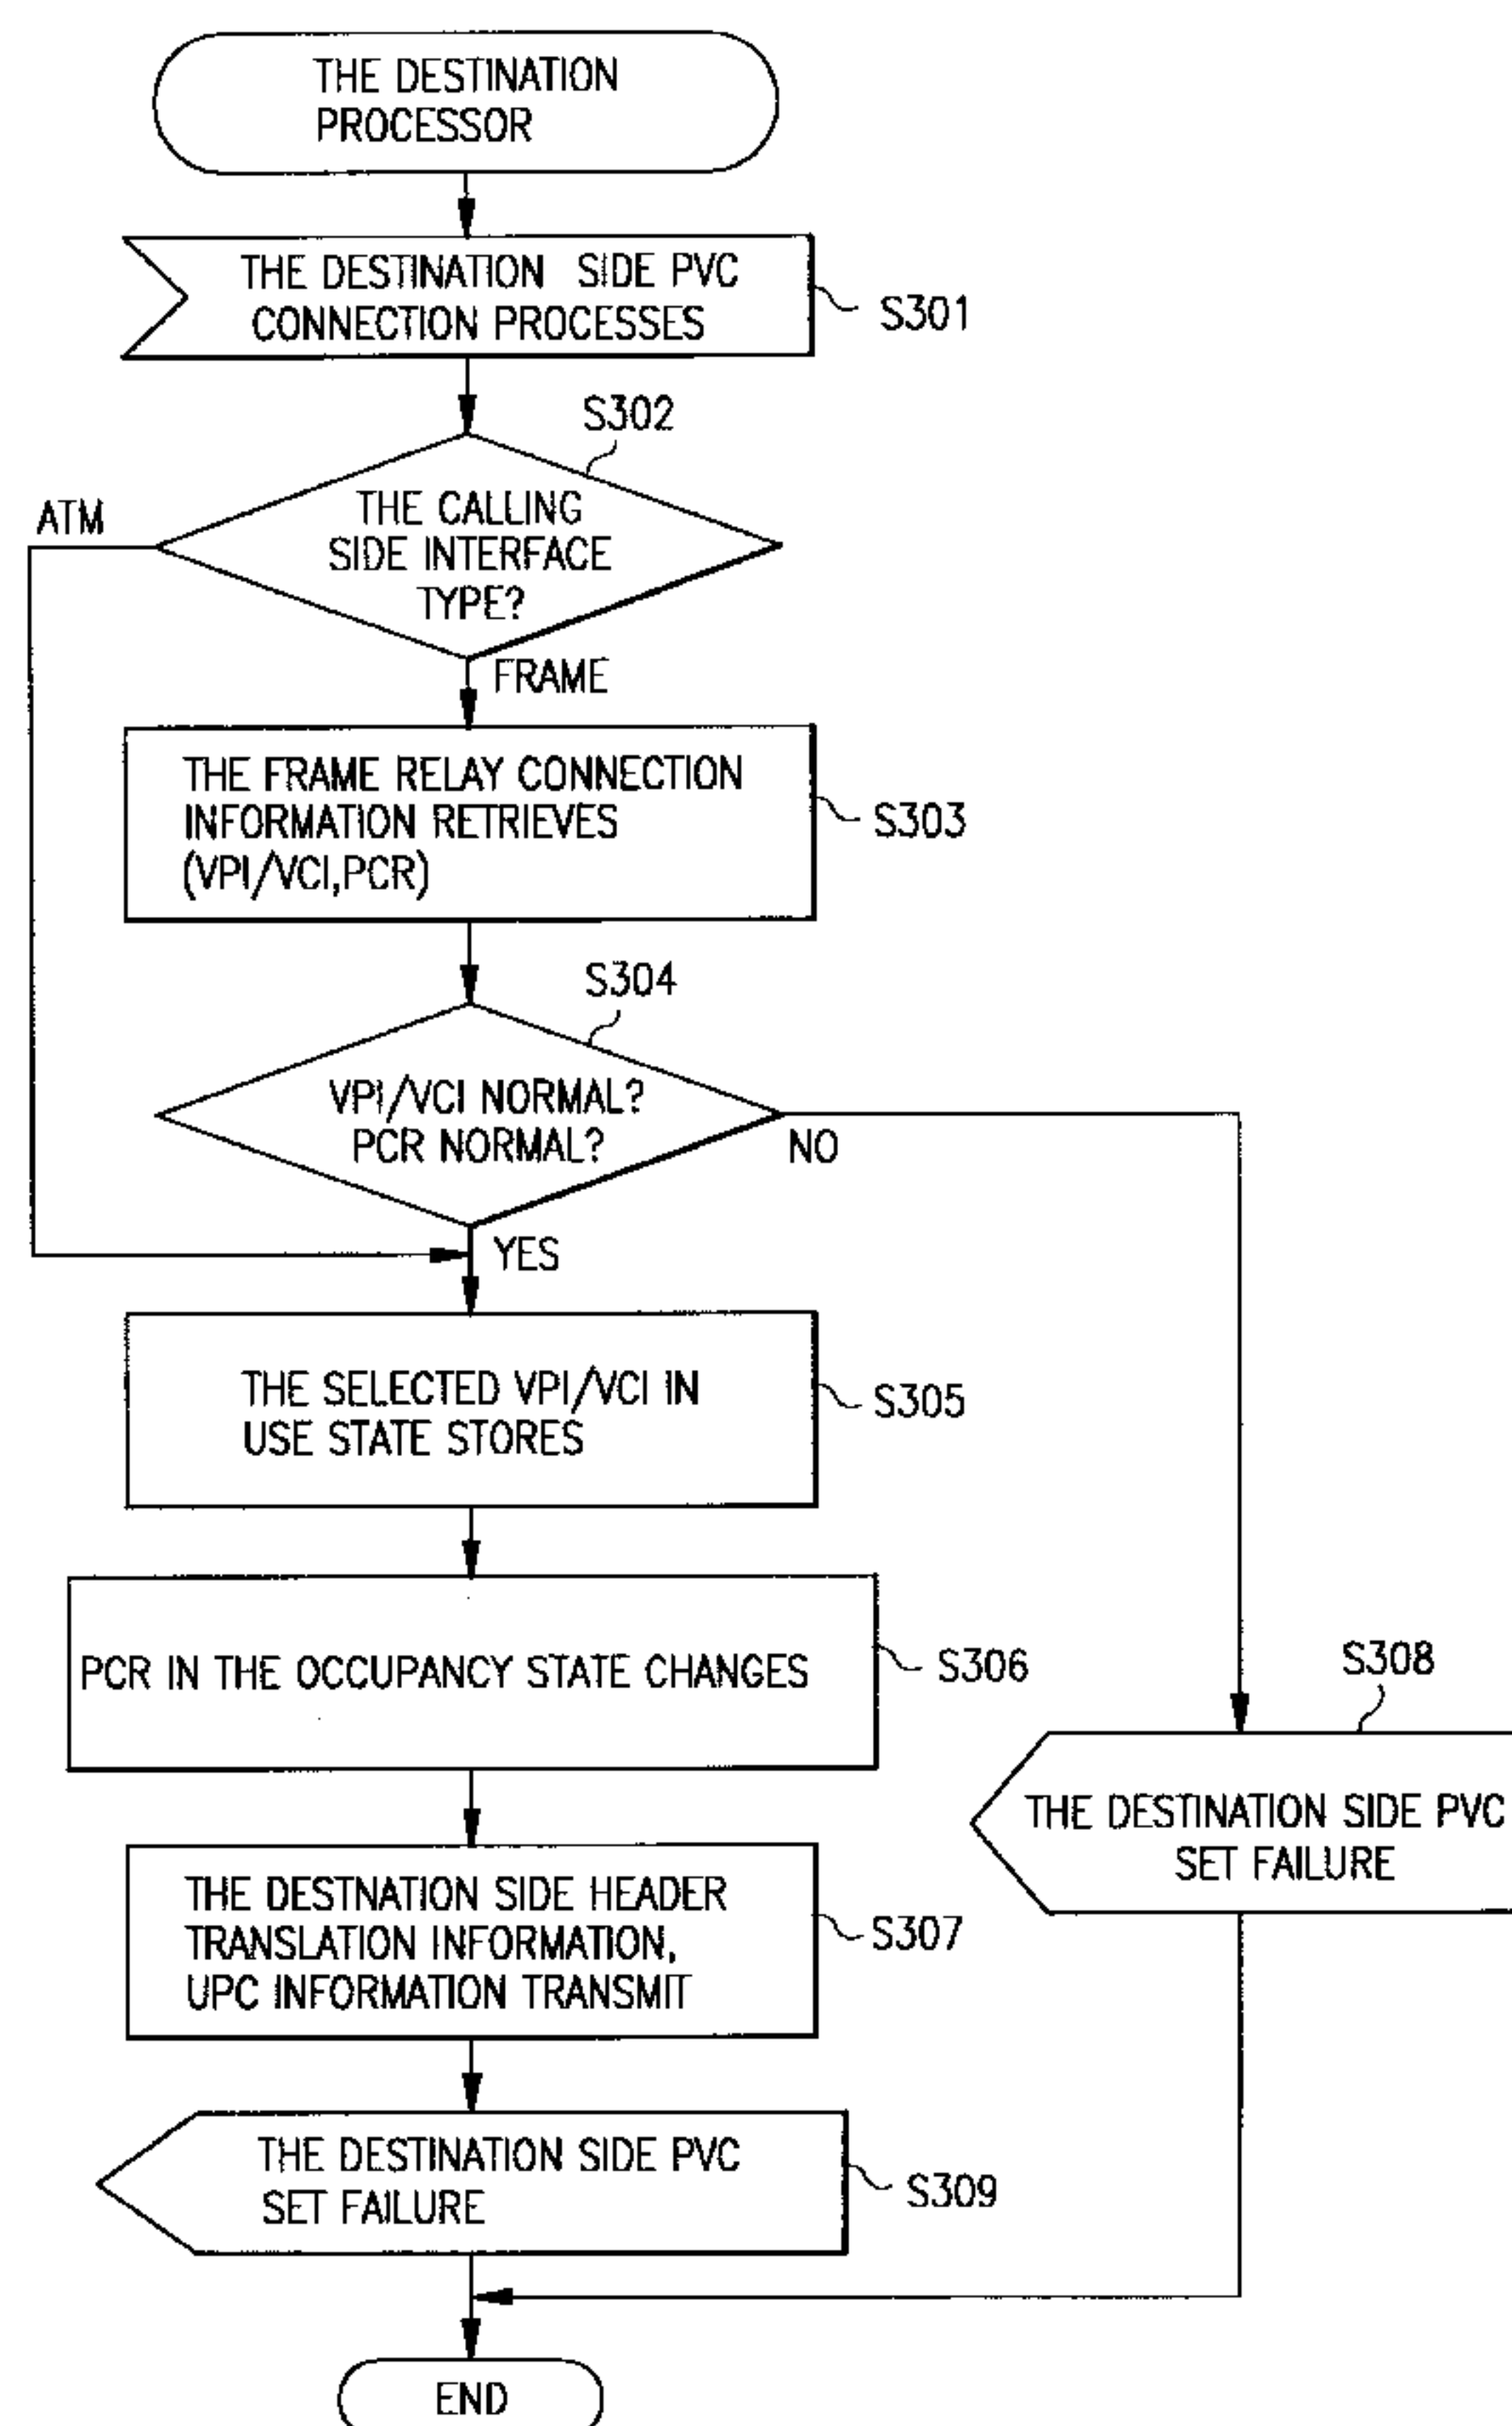 THE DESTINATION
PROCESSOR
THE DESTINATION SIDE PVC
CONNECTION PROCESSES
S301
S302
ATM
THE CALLING
SIDE INTERFACE
TYPE?
FRAME
THE FRAME RELAY CONNECTION
INFORMATION RETRIEVES
(VPI/VCI,PCR)
S303
S304
VPI/VCI NORMAL?
PCR NORMAL?
NO
YES
THE SELECTED VPI/VCI IN
USE STATE STORES
S305
PCR IN THE OCCUPANCY STATE CHANGES
S306
S308
THE DESTINATION SIDE PVC
SET FAILURE
THE DESTNATION SIDE HEADER
TRANSLATION INFORMATION,
UPC INFORMATION TRANSMIT
S307
THE DESTINATION SIDE PVC
SET FAILURE
S309
END